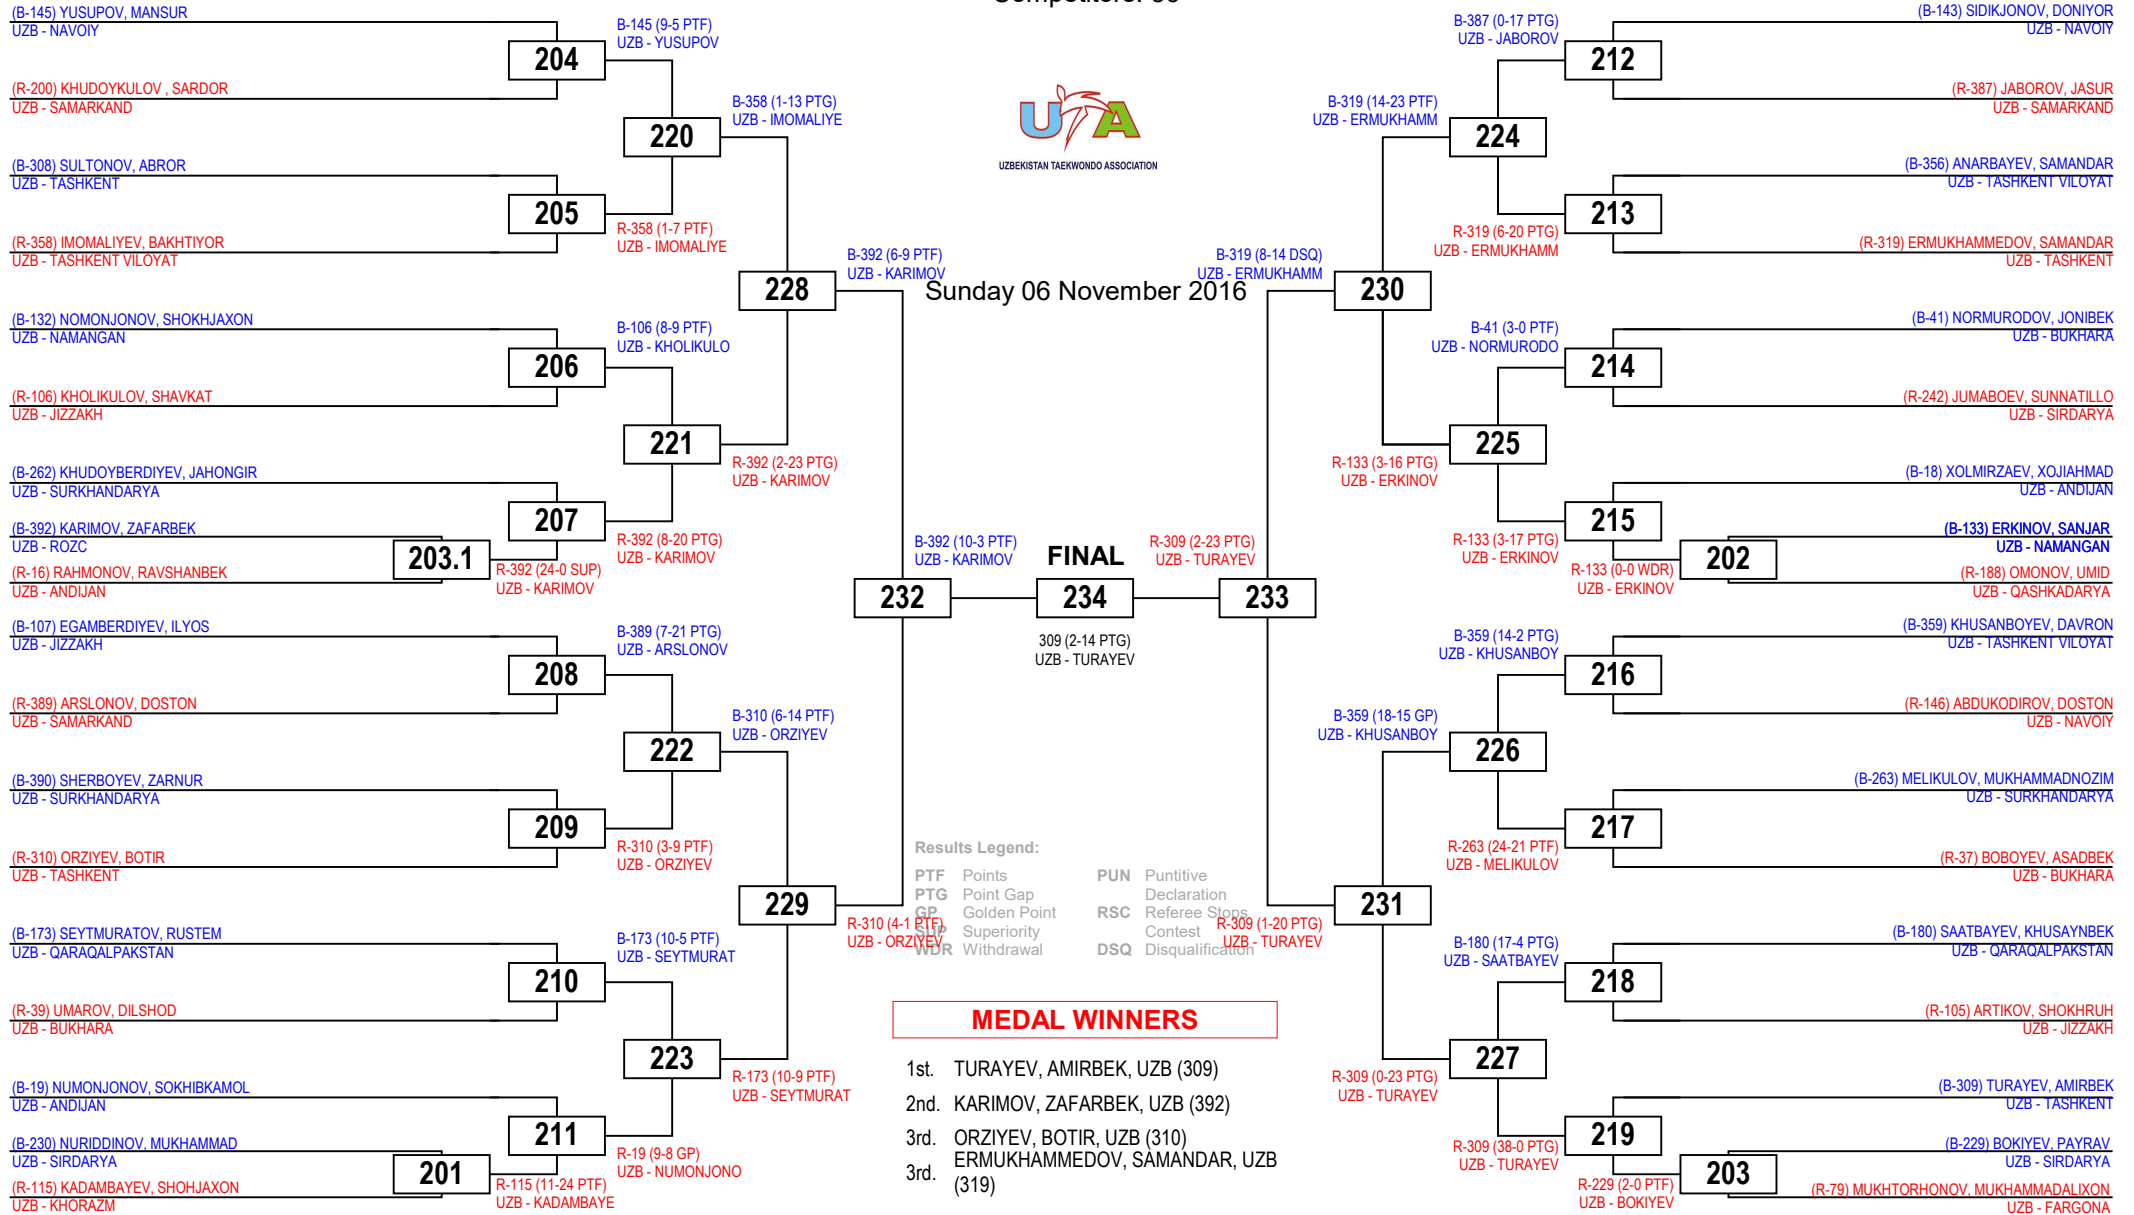 (B-145) YUSUPOV, MANSUR
UZB - NAVOIY
204
(R-200) KHUDOYKULOV , SARDOR
UZB - SAMARKAND
B-145 (9-5 PTF)
UZB - YUSUPOV
220
(B-308) SULTONOV, ABROR
UZB - TASHKENT
205
(R-358) IMOMALIYEV, BAKHTIYOR
UZB - TASHKENT VILOYAT
R-358 (1-7 PTF)
UZB - IMOMALIYE
B-358 (1-13 PTG)
UZB - IMOMALIYE
228
(B-132) NOMONJONOV, SHOKHJAXON
UZB - NAMANGAN
206
(R-106) KHOLIKULOV, SHAVKAT
UZB - JIZZAKH
B-106 (8-9 PTF)
UZB - KHOLIKULO
221
(B-262) KHUDOYBERDIYEV, JAHONGIR
UZB - SURKHANDARYA
207
(B-392) KARIMOV, ZAFARBEK
UZB - ROZC
203.1
(R-16) RAHMONOV, RAVSHANBEK
UZB - ANDIJAN
R-392 (24-0 SUP)
UZB - KARIMOV
R-392 (8-20 PTG)
UZB - KARIMOV
R-392 (2-23 PTG)
UZB - KARIMOV
B-392 (6-9 PTF)
UZB - KARIMOV
232
(B-107) EGAMBERDIYEV, ILYOS
UZB - JIZZAKH
208
(R-389) ARSLONOV, DOSTON
UZB - SAMARKAND
B-389 (7-21 PTG)
UZB - ARSLONOV
222
(B-390) SHERBOYEV, ZARNUR
UZB - SURKHANDARYA
209
(R-310) ORZIYEV, BOTIR
UZB - TASHKENT
R-310 (3-9 PTF)
UZB - ORZIYEV
B-310 (6-14 PTF)
UZB - ORZIYEV
229
(B-173) SEYTMURATOV, RUSTEM
UZB - QARAQALPAKSTAN
210
(R-39) UMAROV, DILSHOD
UZB - BUKHARA
B-173 (10-5 PTF)
UZB - SEYTMURAT
223
(B-19) NUMONJONOV, SOKHIBKAMOL
UZB - ANDIJAN
211
(B-230) NURIDDINOV, MUKHAMMAD
UZB - SIRDARYA
201
(R-115) KADAMBAYEV, SHOHJAXON
UZB - KHORAZM
R-115 (11-24 PTF)
UZB - KADAMBAYE
R-19 (9-8 GP)
UZB - NUMONJONO
R-173 (10-9 PTF)
UZB - SEYTMURAT
R-310 (4-1 PTF)
UZB - ORZIYEV
B-392 (10-3 PTF)
UZB - KARIMOV
UTA
UZBEKISTAN TAEKWONDO ASSOCIATION
Sunday 06 November 2016
FINAL
234
309 (2-14 PTG)
UZB - TURAYEV
R-309 (2-23 PTG)
UZB - TURAYEV
233
B-387 (0-17 PTG)
UZB - JABOROV
(B-143) SIDIKJONOV, DONIYOR
UZB - NAVOIY
212
(R-387) JABOROV, JASUR
UZB - SAMARKAND
B-319 (14-23 PTF)
UZB - ERMUKHAMM
224
(B-356) ANARBAYEV, SAMANDAR
UZB - TASHKENT VILOYAT
213
R-319 (6-20 PTG)
UZB - ERMUKHAMM
(R-319) ERMUKHAMMEDOV, SAMANDAR
UZB - TASHKENT
B-319 (8-14 DSQ)
UZB - ERMUKHAMM
230
B-41 (3-0 PTF)
UZB - NORMURODO
(B-41) NORMURODOV, JONIBEK
UZB - BUKHARA
214
(R-242) JUMABOEV, SUNNATILLO
UZB - SIRDARYA
225
R-133 (3-16 PTG)
UZB - ERKINOV
(B-18) XOLMIRZAEV, XOJIAHMAD
UZB - ANDIJAN
215
R-133 (3-17 PTG)
UZB - ERKINOV
(B-133) ERKINOV, SANJAR
UZB - NAMANGAN
202
R-133 (0-0 WDR)
UZB - ERKINOV
(R-188) OMONOV, UMID
UZB - QASHKADARYA
B-359 (14-2 PTG)
UZB - KHUSANBOY
(B-359) KHUSANBOYEV, DAVRON
UZB - TASHKENT VILOYAT
216
(R-146) ABDUKODIROV, DOSTON
UZB - NAVOIY
B-359 (18-15 GP)
UZB - KHUSANBOY
226
(B-263) MELIKULOV, MUKHAMMADNOZIM
UZB - SURKHANDARYA
217
R-263 (24-21 PTF)
UZB - MELIKULOV
(R-37) BOBOYEV, ASADBEK
UZB - BUKHARA
231
R-309 (1-20 PTG)
UZB - TURAYEV
B-180 (17-4 PTG)
UZB - SAATBAYEV
(B-180) SAATBAYEV, KHUSAYNBEK
UZB - QARAQALPAKSTAN
218
(R-105) ARTIKOV, SHOKHRUH
UZB - JIZZAKH
227
R-309 (0-23 PTG)
UZB - TURAYEV
(B-309) TURAYEV, AMIRBEK
UZB - TASHKENT
219
R-309 (38-0 PTG)
UZB - TURAYEV
(B-229) BOKIYEV, PAYRAV
UZB - SIRDARYA
203
R-229 (2-0 PTF)
UZB - BOKIYEV
(R-79) MUKHTORHONOV, MUKHAMMADALIXON
UZB - FARGONA
Results Legend:
PTF Points
PTG Point Gap
GP Golden Point
SUP Superiority
WDR Withdrawal
PUN Puntitive
Declaration
RSC Referee Stops
Contest
DSQ Disqualification
MEDAL WINNERS
1st. TURAYEV, AMIRBEK, UZB (309)
2nd. KARIMOV, ZAFARBEK, UZB (392)
3rd. ORZIYEV, BOTIR, UZB (310)
3rd. ERMUKHAMMEDOV, SAMANDAR, UZB
(319)